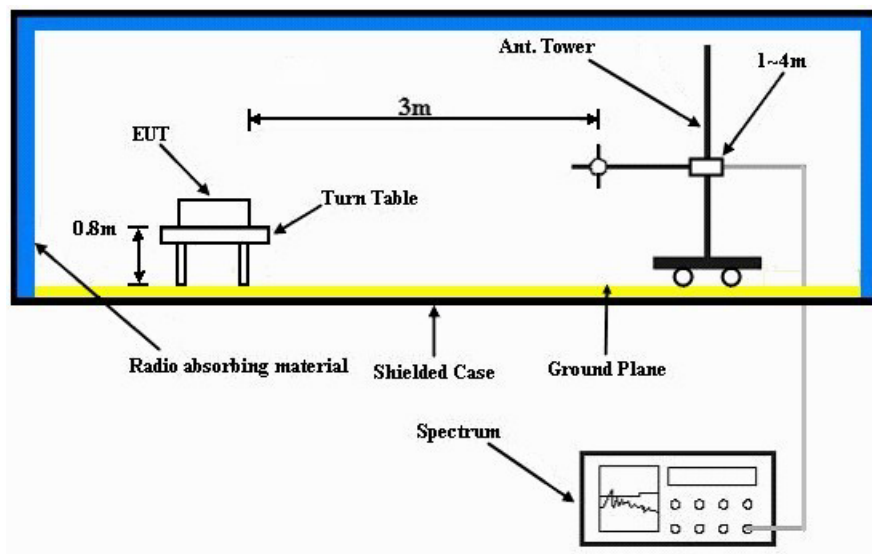 Ant. Tower
1~4m
3m
EUT
Turn Table
0.8m
Radio absorbing material
Shielded Case
Ground Plane
Spectrum